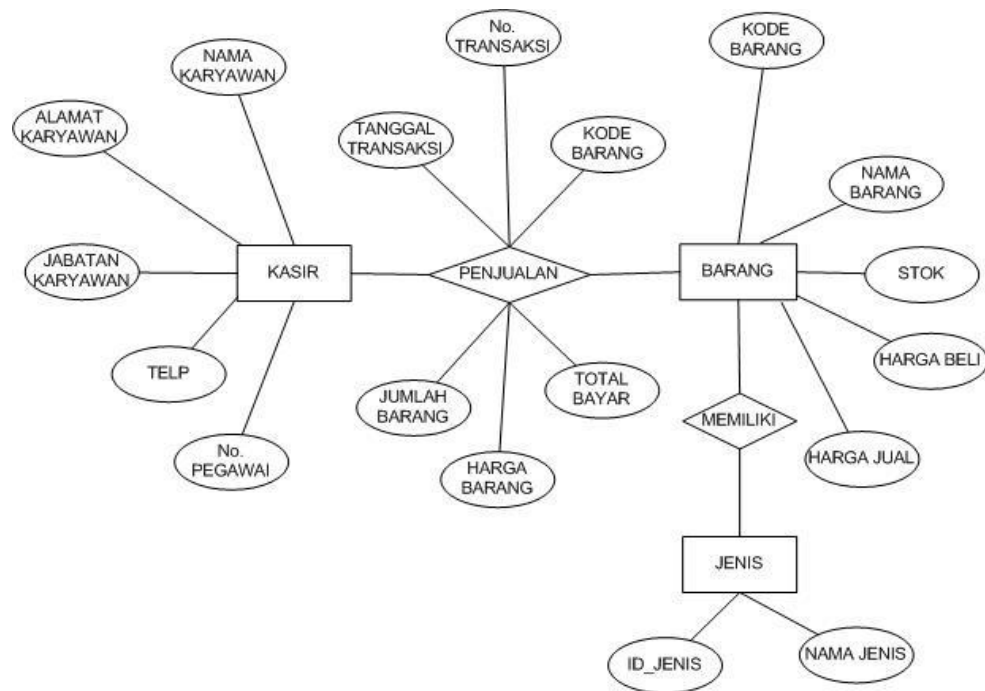 No.
TRANSAKSI
KODE
BARANG
NAMA
KARYAWAN
ALAMAT
KARYAWAN
TANGGAL
TRANSAKSI
KODE
BARANG
NAMA
BARANG
JABATAN
KARYAWAN
KASIR
PENJUALAN
BARANG
STOK
TELP
JUMLAH
BARANG
TOTAL
BAYAR
HARGA BELI
MEMILIKI
No.
PEGAWAI
HARGA
BARANG
HARGA JUAL
JENIS
ID_JENIS
NAMA JENIS